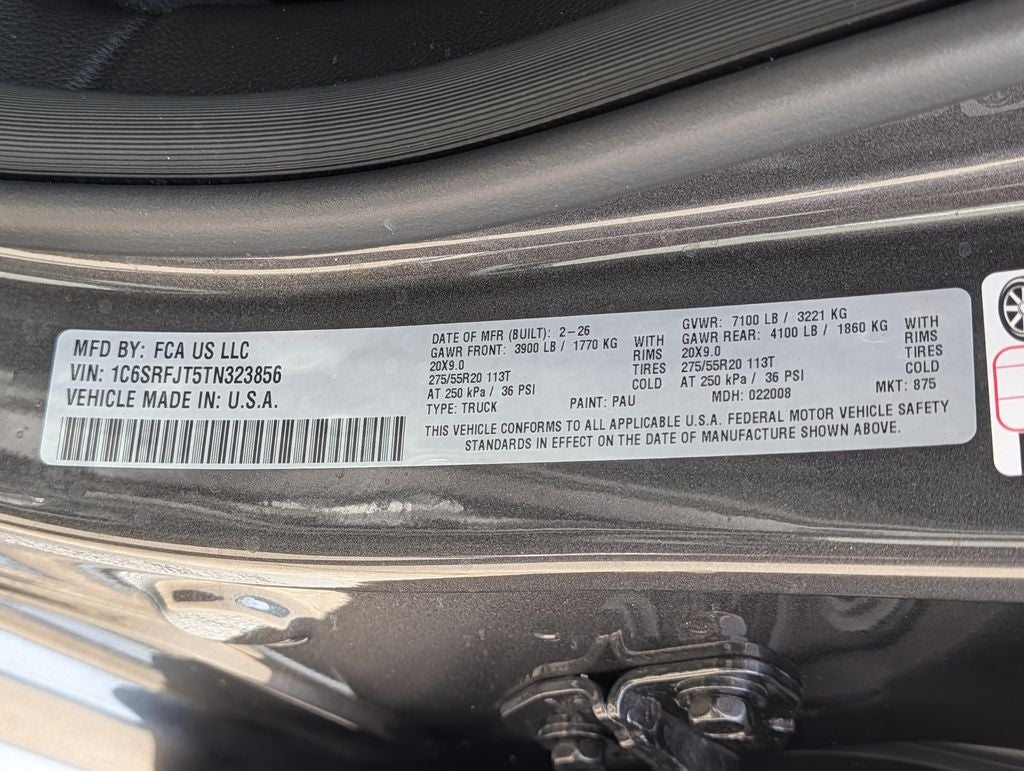 MFD BY: FCA US LLC
VIN: 1C6SRFJT5TN323856
VEHICLE MADE IN: U.S.A.
DATE OF MFR (BUILT): 2-26
GAWR FRONT: 3900 LB / 1770 KG WITH
20X9.0 RIMS
275/55R20 113T TIRES
AT 250 kPa / 36 PSI COLD
TYPE: TRUCK PAINT: PAU
GVWR: 7100 LB / 3221 KG
GAWR REAR: 4100 LB / 1860 KG WITH
20X9.0 RIMS
275/55R20 113T TIRES
AT 250 kPa / 36 PSI COLD
MDH: 022008 MKT: 875
THIS VEHICLE CONFORMS TO ALL APPLICABLE U.S.A. FEDERAL MOTOR VEHICLE SAFETY
STANDARDS IN EFFECT ON THE DATE OF MANUFACTURE SHOWN ABOVE.